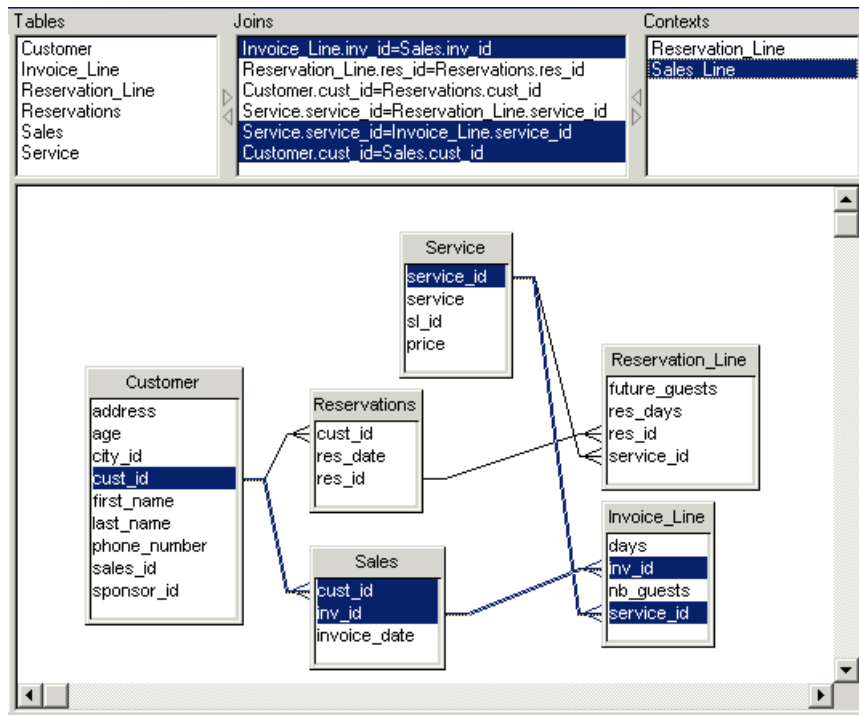 Tables
Joins
Contexts
Customer
Invoice_Line
Reservation_Line
Reservations
Sales
Service
Invoice_Line.inv_id=Sales.inv_id
Reservation_Line.res_id=Reservations.res_id
Customer.cust_id=Reservations.cust_id
Service.service_id=Reservation_Line.service_id
Service.service_id=Invoice_Line.service_id
Customer.cust_id=Sales.cust_id
Reservation_Line
Sales_Line
Service
service_id
service
sl_id
price
Customer
address
age
city_id
cust_id
first_name
last_name
phone_number
sales_id
sponsor_id
Reservations
cust_id
res_date
res_id
Sales
cust_id
inv_id
invoice_date
Reservation_Line
future_guests
res_days
res_id
service_id
Invoice_Line
days
inv_id
nb_guests
service_id